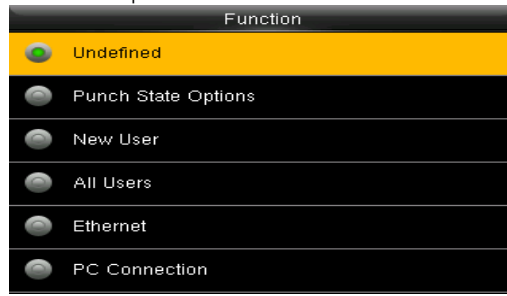 Function
Undefined
Punch State Options
New User
All Users
Ethernet
PC Connection